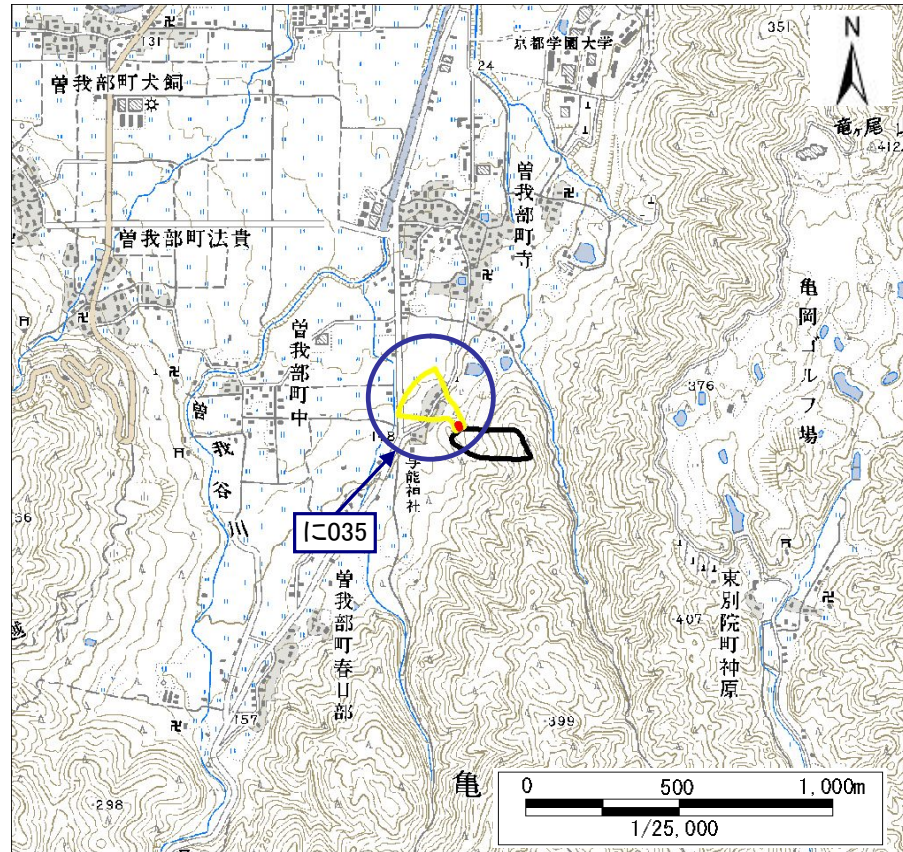 351
N
131
京都学園大学
24
曽我部町犬飼
竜ヶ尾
412
曽我部町寺
曽我部町法貴
亀岡ゴルフ場
曽我部町中
376
148
曽我谷川
与能神社
に035
曽我部町春日部
東別院町神原
407
399
157
298
亀
0 500 1,000m
1/25,000